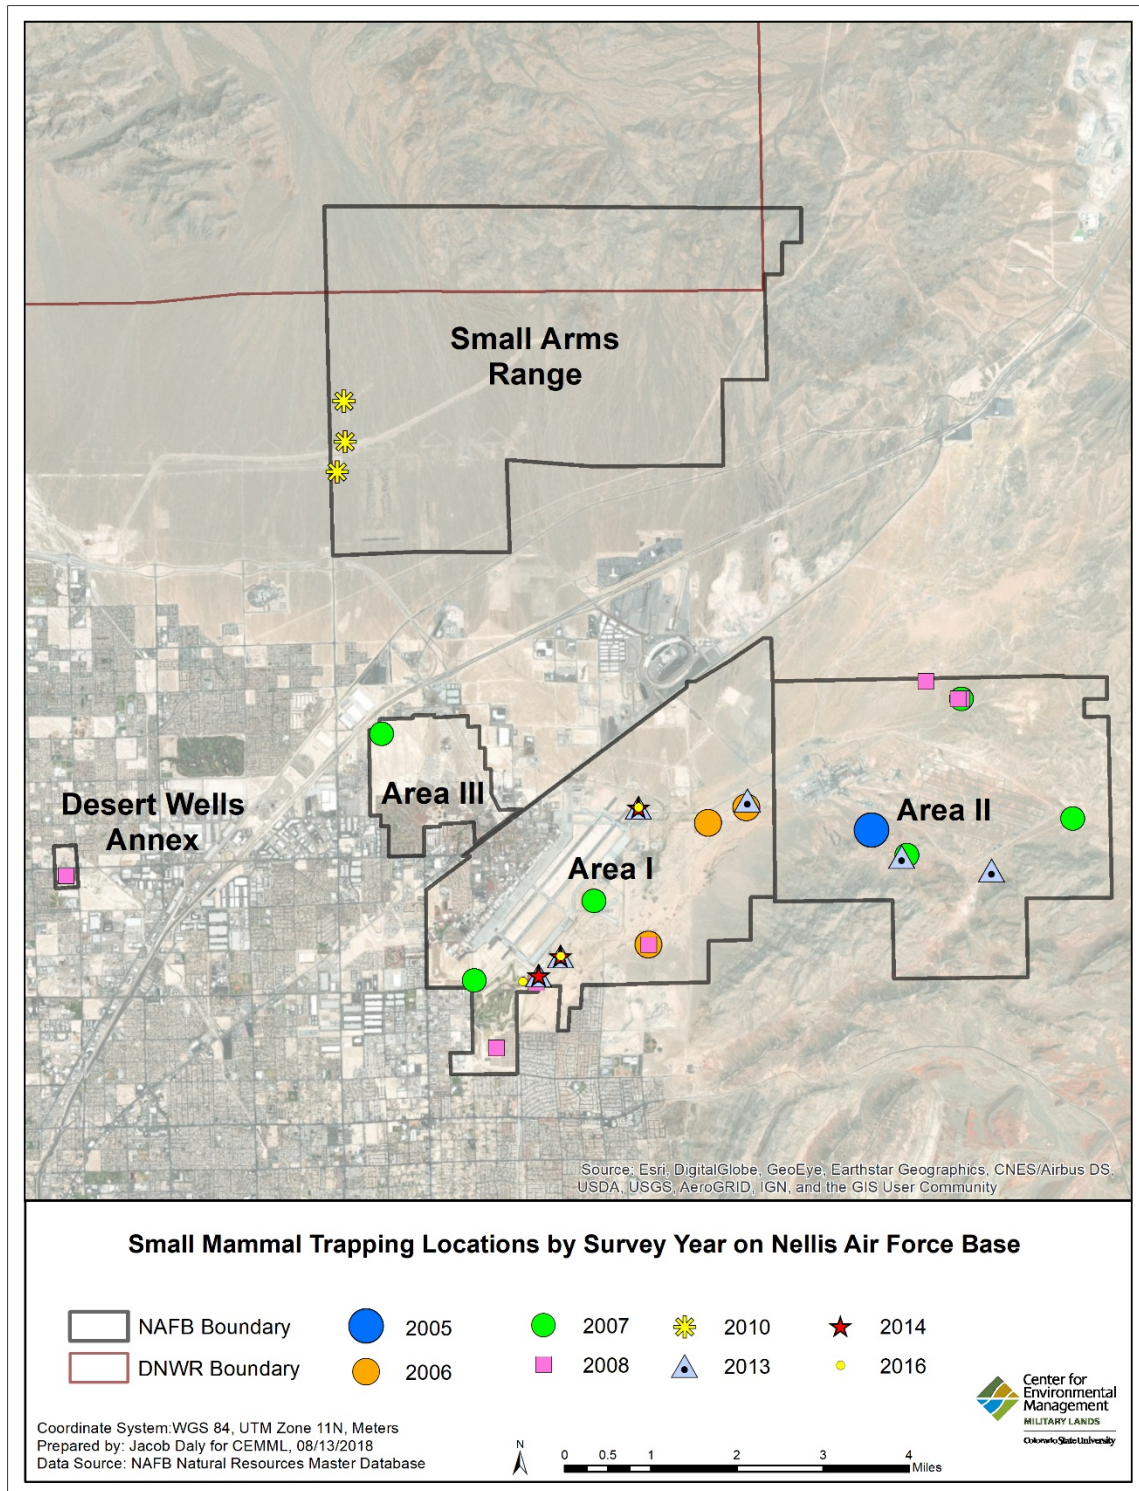 Small Arms
Range
Desert Wells
Annex
Area III
Area II
Area I
Source: Esri, DigitalGlobe, GeoEye, Earthstar Geographics, CNES/Airbus DS,
USDA, USGS, AeroGRID, IGN, and the GIS User Community
Small Mammal Trapping Locations by Survey Year on Nellis Air Force Base
NAFB Boundary
DNWR Boundary
2005
2006
2007
2008
2010
2013
2014
2016
Coordinate System:WGS 84, UTM Zone 11N, Meters
Prepared by: Jacob Daly for CEMML, 08/13/2018
Data Source: NAFB Natural Resources Master Database
N
0 0.5 1 2 3 4
Miles
Center for
Environmental
Management
MILITARY LANDS
Colorado State University